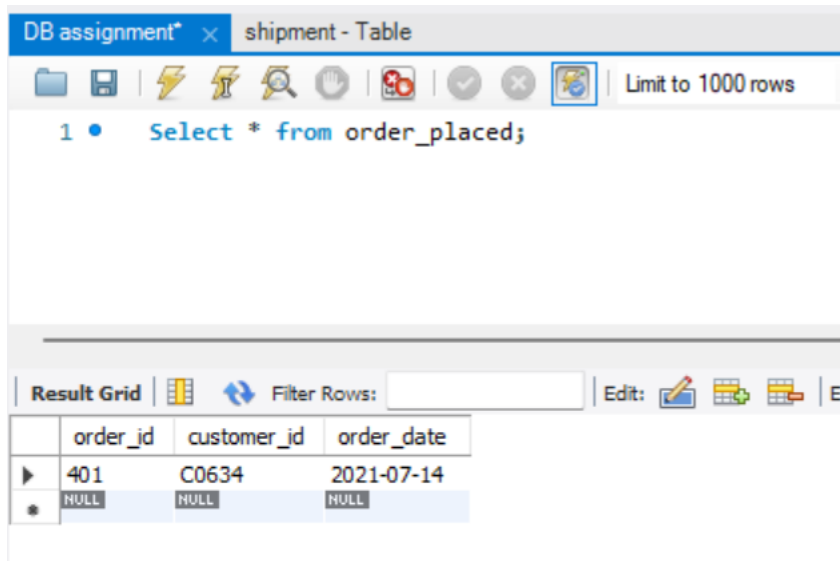 DB assignment* × shipment - Table
Limit to 1000 rows
1 Select * from order_placed;
Result Grid Filter Rows: Edit: E
order_id customer_id order_date
401 C0634 2021-07-14
NULL NULL NULL